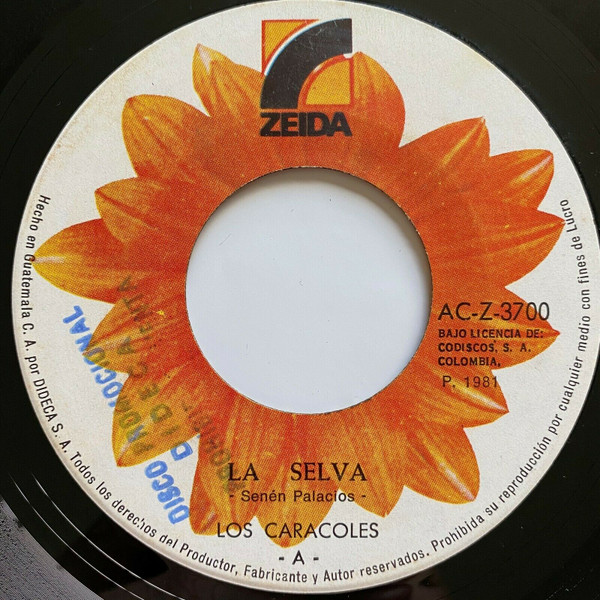 ZEIDA
AC-Z-3700
BAJO LICENCIA DE:
CODISCOS, S. A.
COLOMBIA.
P. 1981
LA SELVA
- Senén Palacios -
LOS CARACOLES
- A -
Hecho en Guatemala C. A. por DIDECA S. A. Todos los derechos del Productor, Fabricante y Autor reservados. Prohibida su reproducción por cualquier medio con fines de Lucro
DISCO PROMOCIONAL
DIDECA